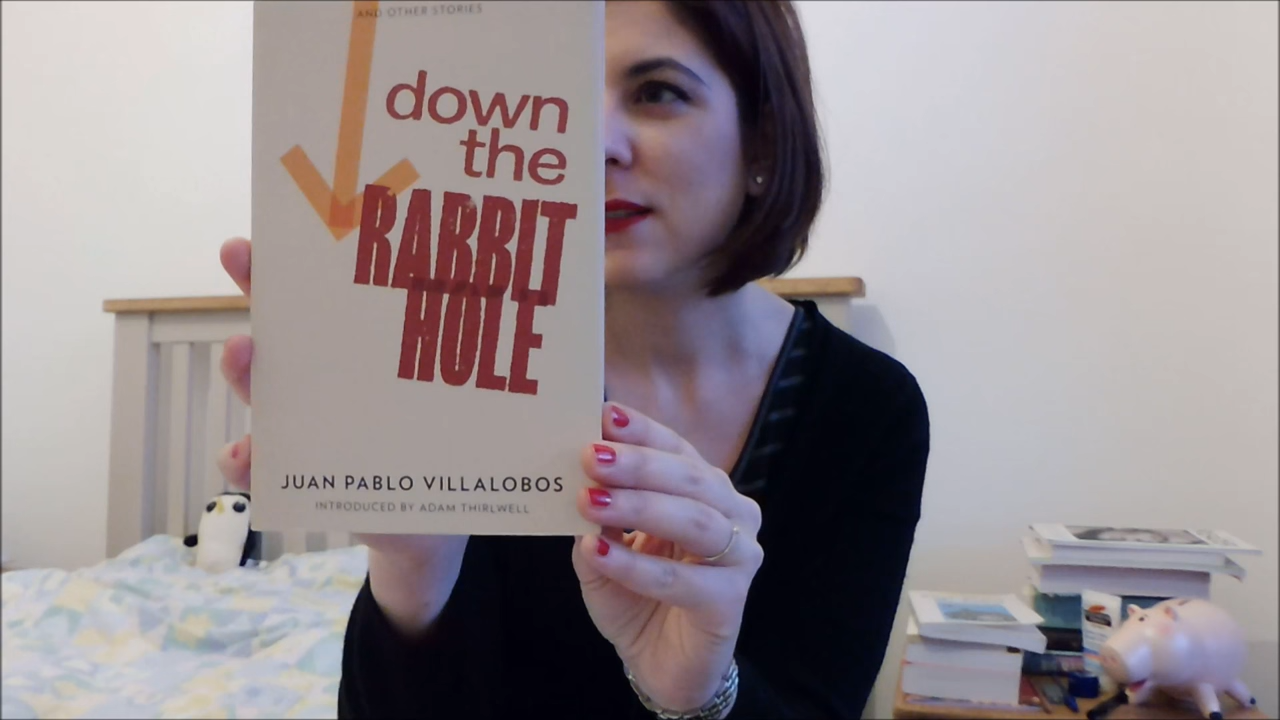 AND OTHER STORIES
down
the
RABBIT
HOLE
JUAN PABLO VILLALOBOS
INTRODUCED BY ADAM THIRLWELL